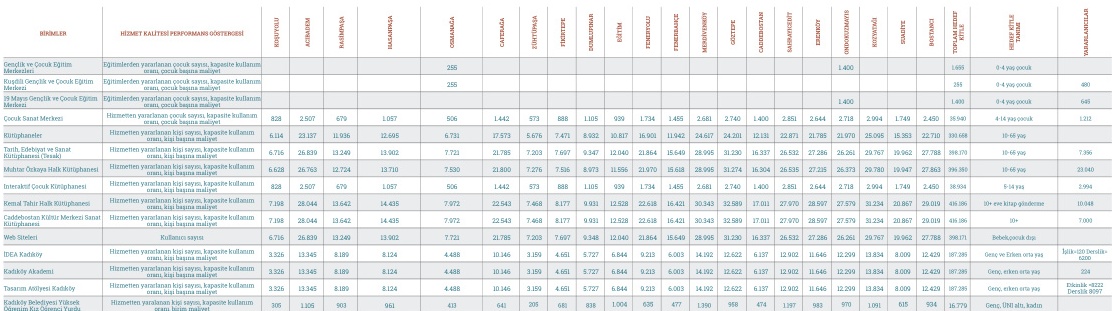 BİRİMLER HİZMET KALİTESİ PERFORMANS GÖSTERGESİ KOŞUYOLU ACIBADEM RASİMPAŞA HASANPAŞA OSMANAĞA CAFERAĞA ZÜHTÜPAŞA FİKİRTEPE DUMLUPINAR EĞİTİM FENERYOLU FENERBAHÇE MERDİVENKÖY GÖZTEPE CADDEBOSTAN SAHRAYICEDİT ERENKÖY ONDOKUZMAYIS KOZYATAĞI SUADİYE BOSTANCI TOPLAM HEDEF KİTLE HEDEF KİTLE TANIMI YARARLANICILAR
Gençlik ve Çocuk Eğitim Merkezleri Eğitimlerden yararlanan çocuk sayısı, kapasite kullanım oranı, çocuk başına maliyet 255 1.400 1.655 0-4 yaş çocuk
Kuşdili Gençlik ve Çocuk Eğitim Merkezi Eğitimlerden yararlanan çocuk sayısı, kapasite kullanım oranı, çocuk başına maliyet 255 255 0-4 yaş çocuk 480
19 Mayıs Gençlik ve Çocuk Eğitim Merkezi Eğitimlerden yararlanan çocuk sayısı, kapasite kullanım oranı, çocuk başına maliyet 1.400 1.400 0-4 yaş çocuk 645
Çocuk Sanat Merkezi Hizmetten yararlanan çocuk sayısı, kapasite kullanım oranı, çocuk başına maliyet 828 2.507 679 1.057 506 1.442 573 888 1.105 939 1.734 1.455 2.681 2.740 1.400 2.851 2.644 2.718 2.994 1.749 2.450 35.940 4-14 yaş çocuk 1.212
Kütüphaneler Hizmetten yararlanan kişi sayısı, kapasite kullanım oranı, kişi başına maliyet 6.114 23.137 11.936 12.695 6.731 17.573 5.676 7.471 8.932 10.817 16.901 11.942 24.617 24.201 12.131 22.871 21.785 21.970 25.095 15.353 22.710 330.668 10-65 yaş
Tarih, Edebiyat ve Sanat Kütüphanesi (Tesak) Hizmetten yararlanan kişi sayısı, kapasite kullanım oranı, kişi başına maliyet 6.716 26.839 13.249 13.902 7.721 21.785 7.203 7.697 9.347 12.040 21.864 15.649 28.995 31.230 16.337 26.532 27.286 26.261 29.767 19.962 27.788 398.170 10-65 yaş 7.356
Muhtar Özkaya Halk Kütüphanesi Hizmetten yararlanan kişi sayısı, kapasite kullanım oranı, kişi başına maliyet 6.628 26.763 12.724 13.710 7.530 21.800 7.276 7.516 8.973 11.556 21.970 15.618 28.995 31.274 16.304 26.535 27.215 26.373 29.780 19.947 27.863 396.350 10-65 yaş 23.040
İnteraktif Çocuk Kütüphanesi Hizmetten yararlanan kişi sayısı, kapasite kullanım oranı, kişi başına maliyet 828 2.507 679 1.057 506 1.442 573 888 1.105 939 1.734 1.455 2.681 2.740 1.400 2.851 2.644 2.718 2.994 1.749 2.450 38.934 5-14 yaş 2.994
Kemal Tahir Halk Kütüphanesi Hizmetten yararlanan kişi sayısı, kapasite kullanım oranı, kişi başına maliyet 7.198 28.044 13.642 14.435 7.972 22.543 7.468 8.177 9.931 12.528 22.618 16.421 30.343 32.589 17.011 27.970 28.597 27.579 31.234 20.867 29.019 416.186 10+ eve kitap gönderme 10.048
Caddebostan Kültür Merkezi Sanat Kütüphanesi Hizmetten yararlanan kişi sayısı, kapasite kullanım oranı, kişi başına maliyet 7.198 28.044 13.642 14.435 7.972 22.543 7.468 8.177 9.931 12.528 22.618 16.421 30.343 32.589 17.011 27.970 28.597 27.579 31.234 20.867 29.019 416.186 10+ 7.000
Web Siteleri Kullanıcı sayısı 6.716 26.839 13.249 13.902 7.721 21.785 7.203 7.697 9.348 12.040 21.864 15.649 28.995 31.230 16.337 26.532 27.286 26.261 29.767 19.962 27.788 398.171 Bebek,çocuk dışı
İDEA Kadıköy Hizmetten yararlanan kişi sayısı, kapasite kullanım oranı, kişi başına maliyet 3.326 13.345 8.189 8.119 4.488 10.146 3.325 4.651 5.727 6.844 9.213 6.003 14.192 12.229 6.137 12.902 11.646 12.299 13.834 8.009 12.429 187.285 Genç ve Erken orta yaş İşlik=120 Derslik= 6200
Kadıköy Akademi Hizmetten yararlanan kişi sayısı, kapasite kullanım oranı, kişi başına maliyet 3.326 13.345 8.189 8.124 4.488 10.146 3.325 4.651 5.727 6.844 9.213 6.003 14.192 12.229 6.137 12.902 11.646 12.299 13.834 8.009 12.429 187.285 Genç, erken orta yaş 224
Tasarım Atölyesi Kadıköy Hizmetten yararlanan kişi sayısı, kapasite kullanım oranı, kişi başına maliyet 3.326 13.345 8.189 8.124 4.488 10.146 3.325 4.651 5.727 6.844 9.213 6.003 14.192 12.229 6.137 12.902 11.646 12.299 13.834 8.009 12.429 187.285 Genç, erken orta yaş Etkinlik =8222 Derslik 8097
Kadıköy Belediyesi Yüksek Öğrenim Kız Öğrenci Yurdu Hizmetten yararlanan kişi sayısı, kapasite kullanım oranı, birim maliyet 305 1.105 903 961 413 641 205 681 838 1.004 635 477 1.390 958 474 1.197 983 970 1.091 615 934 16.779 Genç, ÜNİ altı, kadın